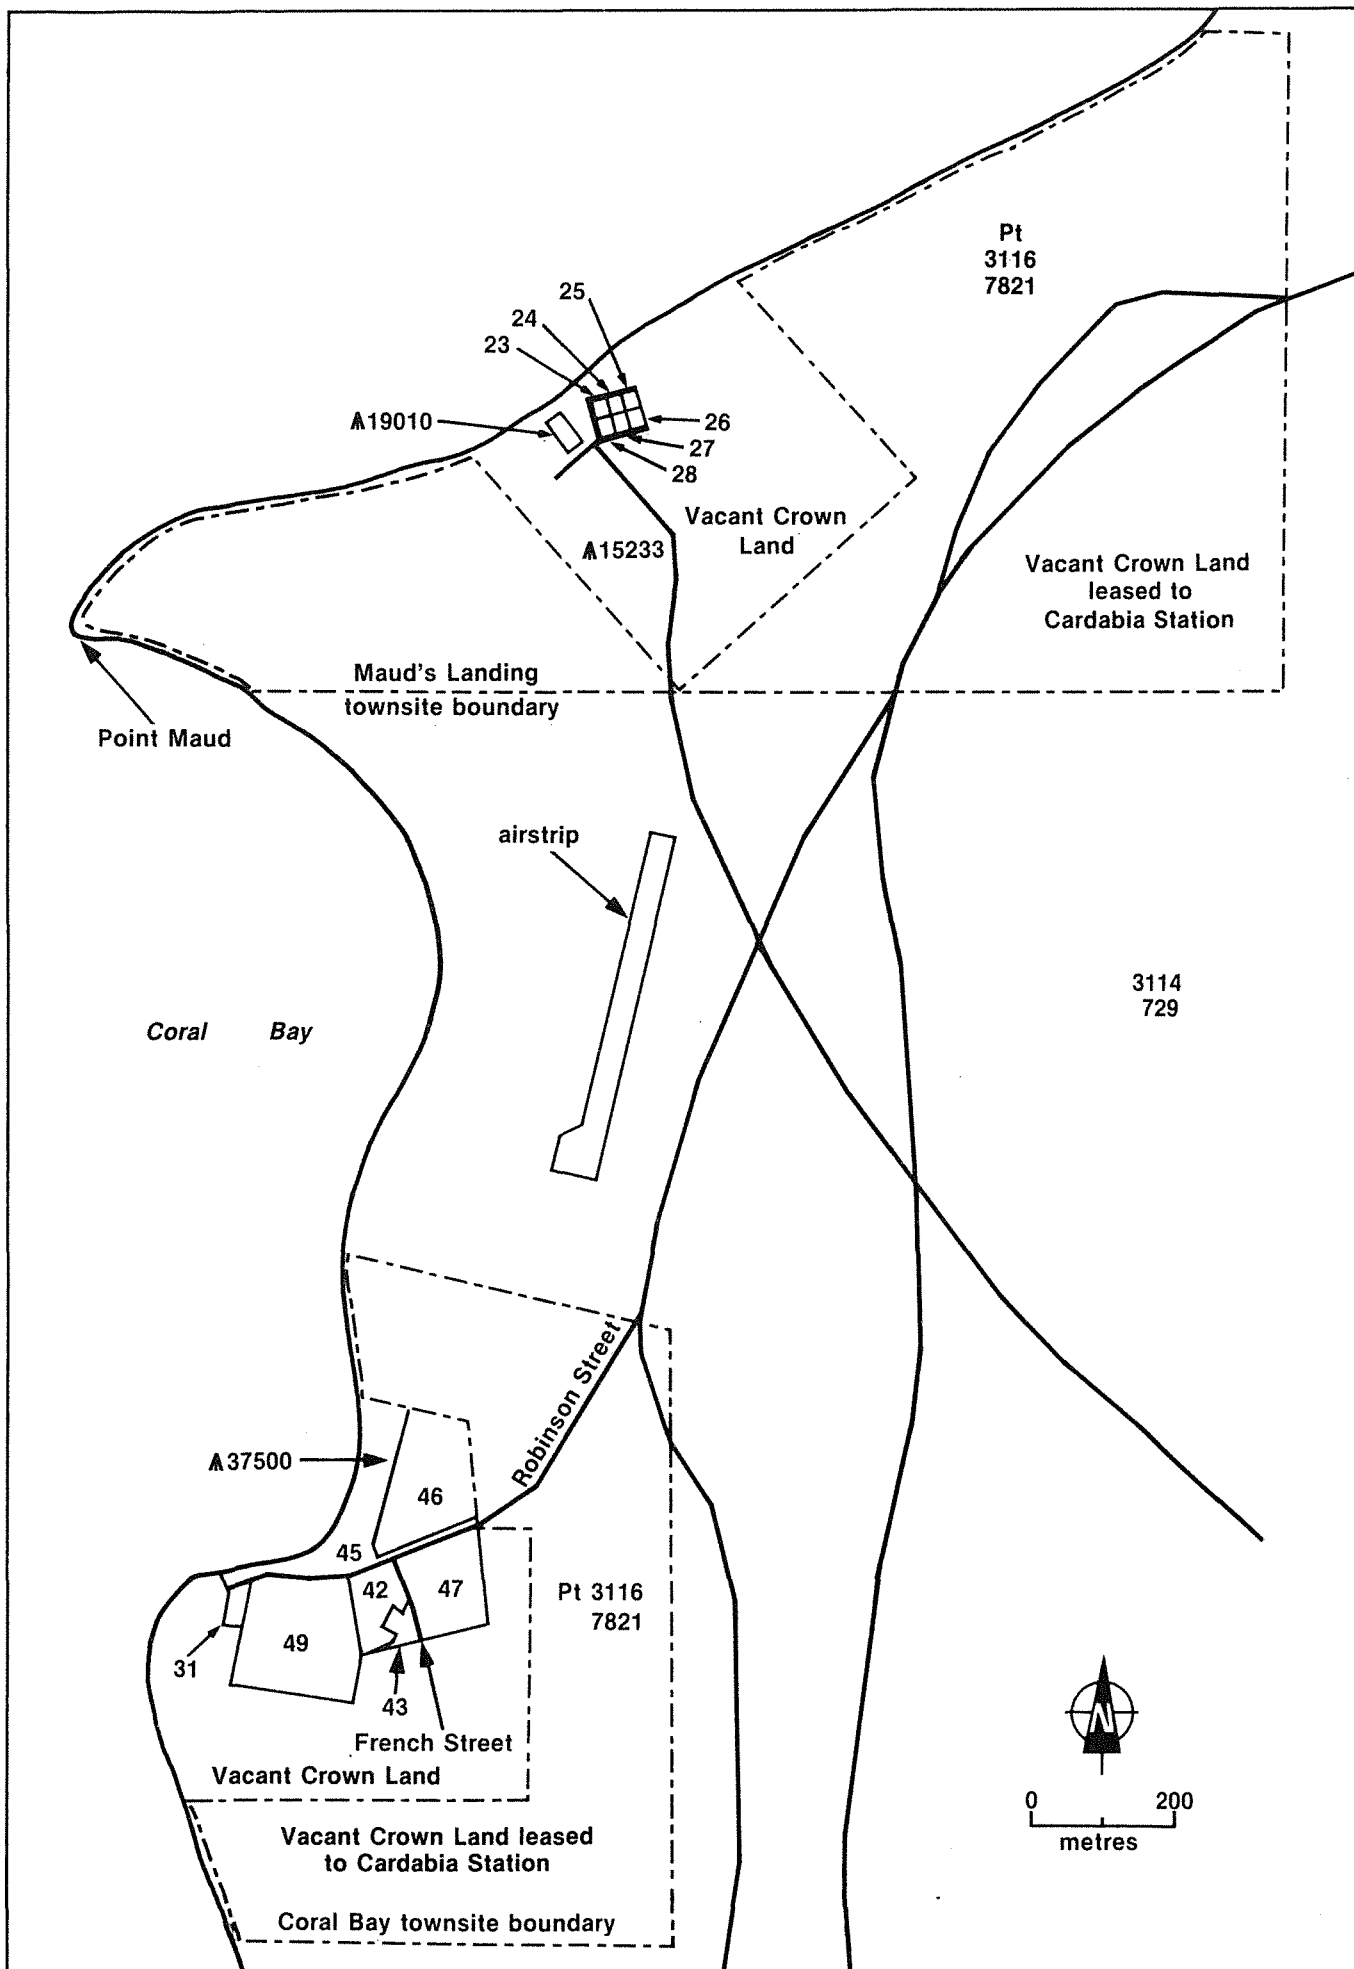 Pt
3116
7821
25
24
23
A19010
26
27
28
Vacant Crown
Land
A15233
Vacant Crown Land
leased to
Cardabia Station
Maud's Landing
townsite boundary
Point Maud
airstrip
3114
729
Coral Bay
Robinson Street
A37500
46
45
42
47
Pt 3116
7821
49
31
43
French Street
Vacant Crown Land
N
0 200
metres
Vacant Crown Land leased
to Cardabia Station
Coral Bay townsite boundary